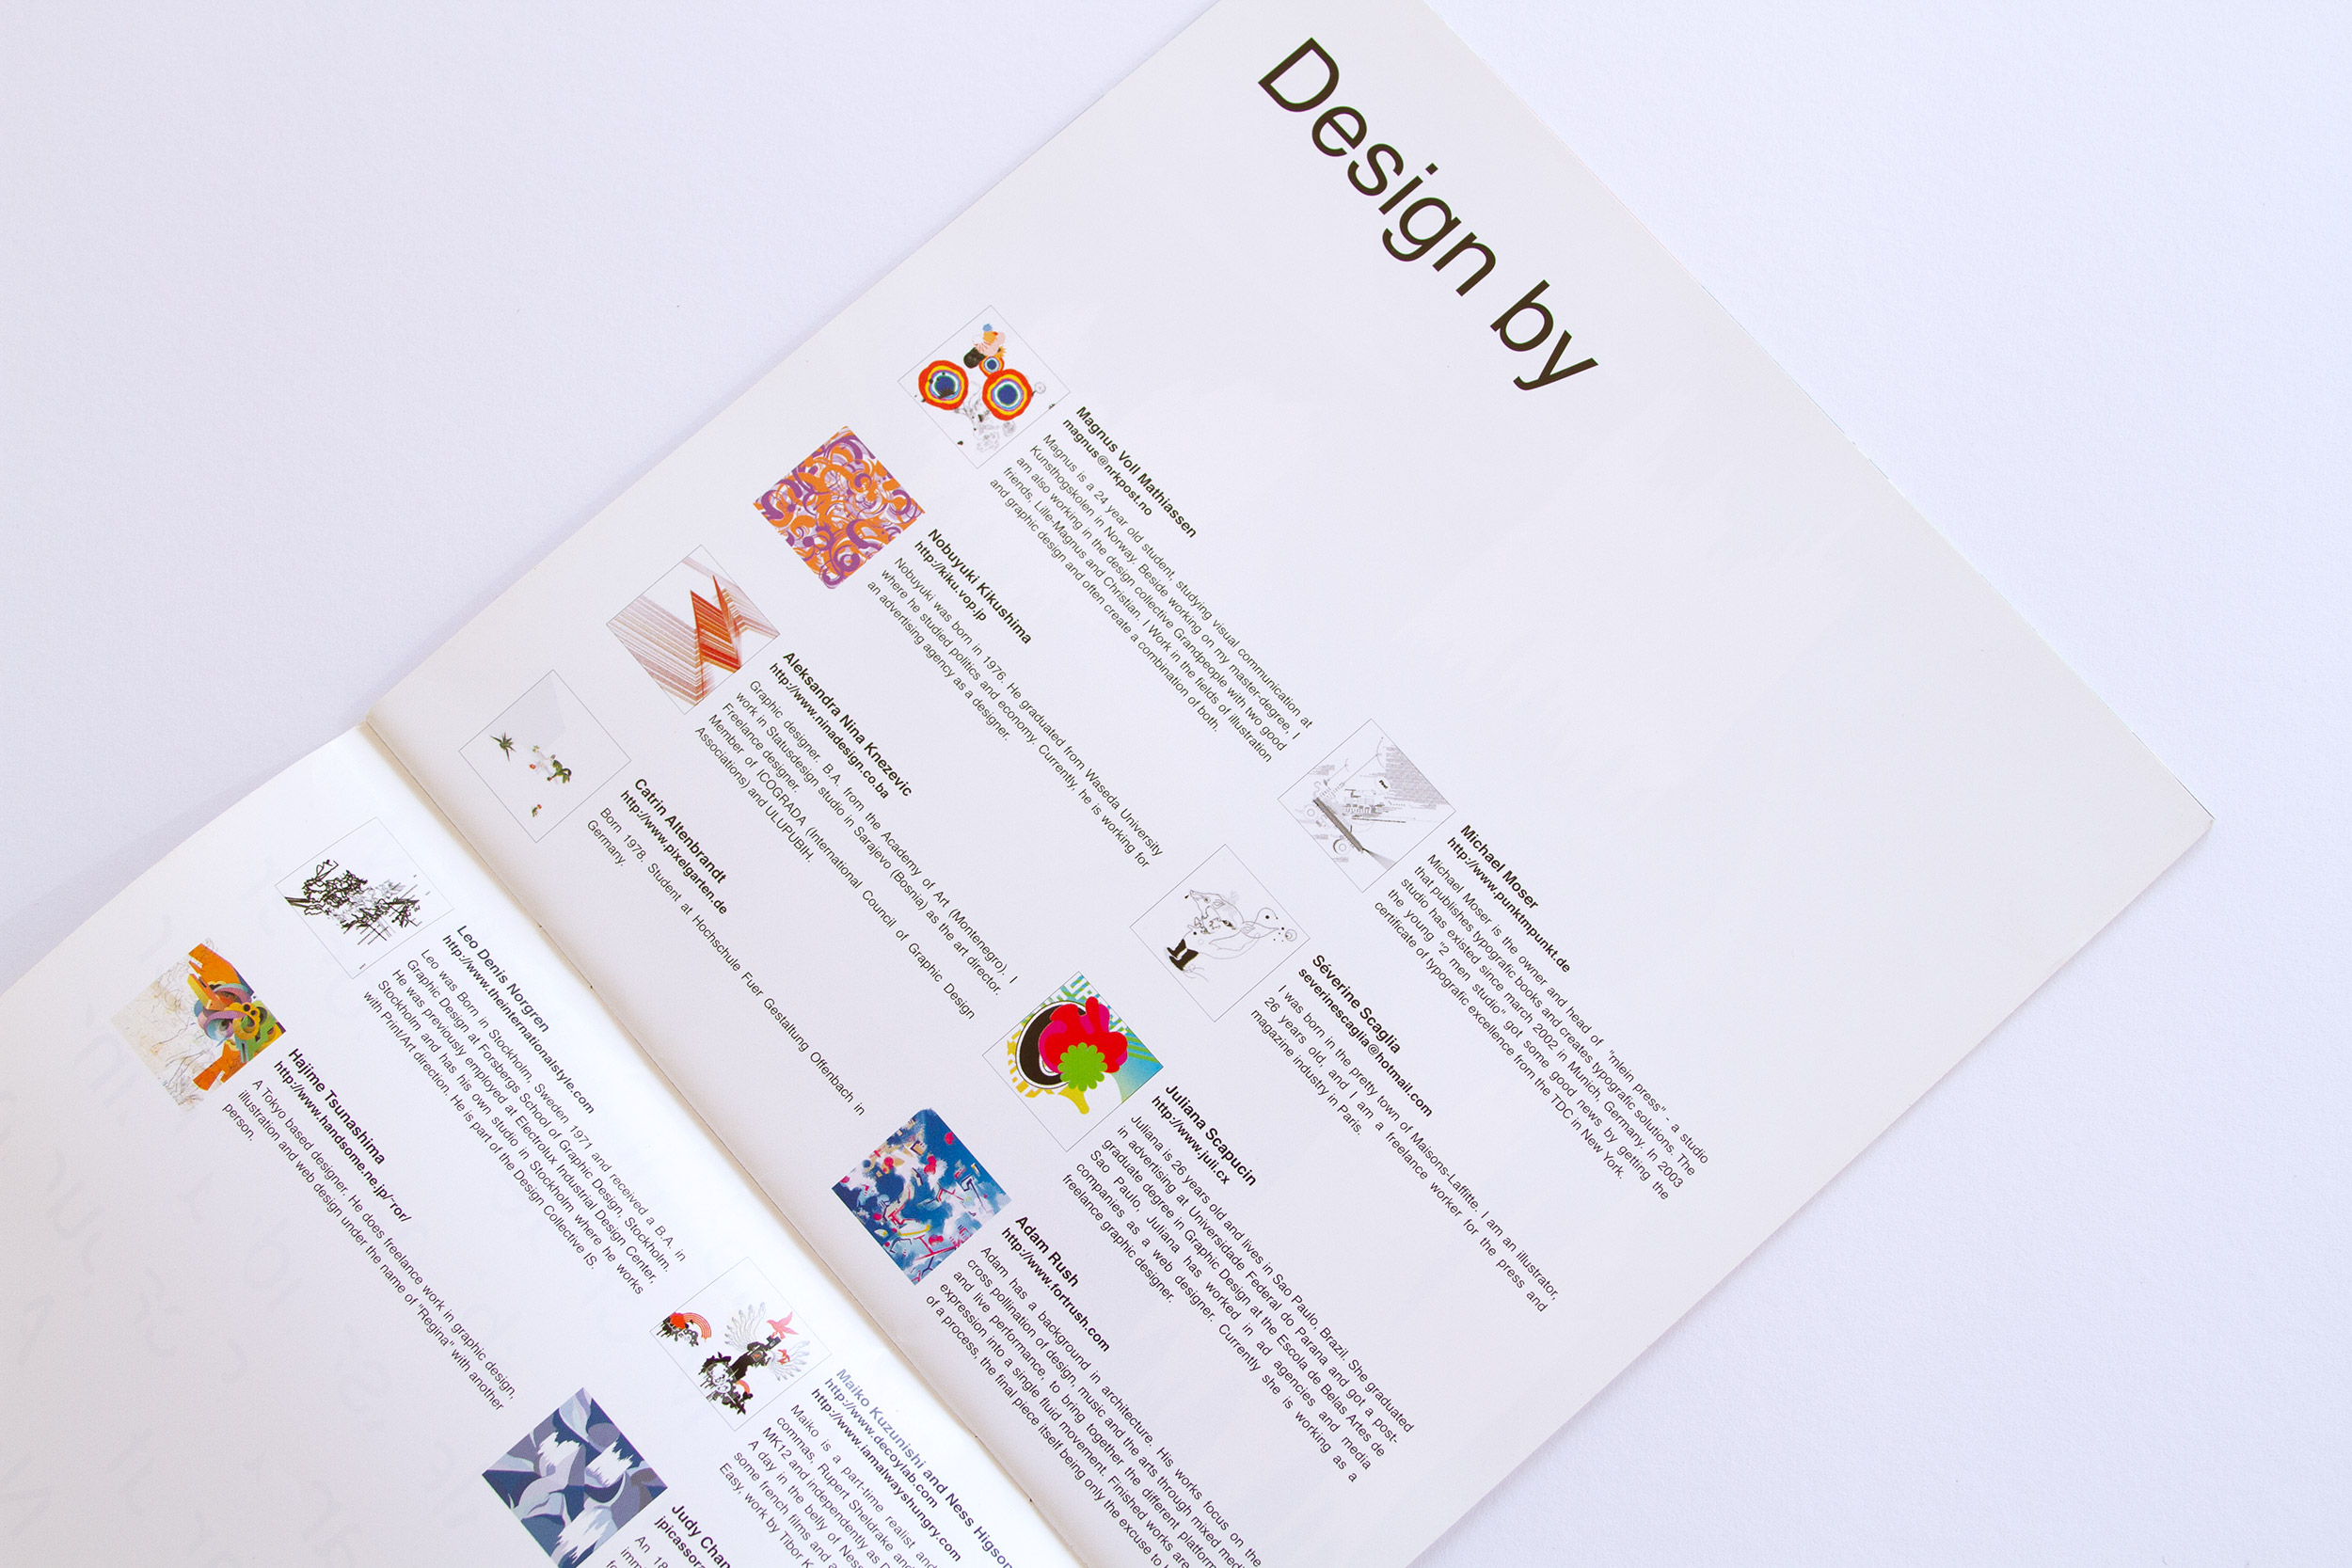 Design by
Magnus Voll Mathiassen
magnus@nrkpost.no
Magnus is a 24 year old student, studying visual communication at
Kunsthogskolen in Norway. Beside working on my master-degree, I
am also working in the design collective Grandpeople with two good
friends, Lille-Magnus and Christian. I Work in the fields of illustration
and graphic design and often create a combination of both.
Nobuyuki Kikushima
http://kiku.vop.jp
Nobuyuki was born in 1976. He graduated from Waseda University
where he studied politics and economy. Currently, he is working for
an advertising agency as a designer.
Aleksandra Nina Knezevic
http://www.ninadesign.co.ba
Graphic designer. B.A. from the Academy of Art (Montenegro). I
work in Statusdesign studio in Sarajevo (Bosnia) as the art director.
Freelance designer.
Member of ICOGRADA (International Council of Graphic Design
Associations) and ULUPUBIH.
Catrin Altenbrandt
http://www.pixelgarten.de
Born 1978. Student at Hochschule Fuer Gestaltung Offenbach in
Germany.
Michael Moser
http://www.punktmpunkt.de
Michael Moser is the owner and head of "mlein press" - a studio
that publishes typografic books and creates typografic solutions. The
studio has existed since march 2002 in Munich, Germany. In 2003
the young "2 men studio" got some good news by getting the
certificate of typografic excellence from the TDC in New York.
Séverine Scaglia
severinescaglia@hotmail.com
I was born in the pretty town of Maisons-Laffitte. I am an illustrator,
26 years old, and I am a freelance worker for the press and
magazine industry in Paris.
Juliana Scapucin
http://www.juli.cx
Juliana is 26 years old and lives in Sao Paulo, Brazil. She graduated
in advertising at Universidade Federal do Parana and got a post-
graduate degree in Graphic Design at the Escola de Belas Artes de
Sao Paulo. Juliana has worked in ad agencies and media
companies as a web designer. Currently she is working as a
freelance graphic designer.
Adam Rush
http://www.fortrush.com
Adam has a background in architecture. His works focus on the
cross pollination of design, music and the arts through mixed medi
and live performance, to bring together the different platform
expression into a single fluid movement. Finished works are
of a process, the final piece itself being only the excuse to
Leo Denis Norgren
http://www.theinternationalstyle.com
Leo was Born in Stockholm, Sweden 1971 and received a B.A. in
Graphic Design at Forsbergs School of Graphic Design, Stockholm.
He was previously employed at Electrolux Industrial Design Center,
Stockholm and has his own studio in Stockholm where he works
with Print/Art direction. He is part of the Design Collective IS.
Hajime Tsunashima
http://www.handsome.ne.jp/~ror/
A Tokyo based designer. He does freelance work in graphic design,
illustration and web design under the name of "Regina" with another
person.
Maiko Kuzunishi and Ness Higson
http://www.decoylab.com
http://www.iamalwayshungry.com
Maiko is a part-time realist and
commas, Rupert Sheldrake and
MK12 and independently as
A day in the belly of Ness
some french films and a
Easy, work by Tibor K
Judy Chan
jpicassora
An 18
imm